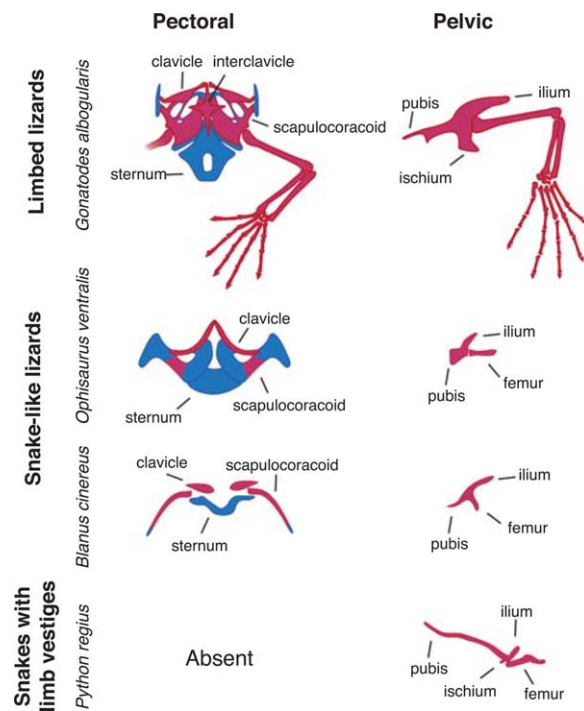 Pectoral
Pelvic
Limbed lizards
Gonatodes albogularis
clavicle
interclavicle
scapulocoracoid
sternum
ilium
pubis
ischium
Snake-like lizards
Ophisaurus ventralis
clavicle
sternum
scapulocoracoid
ilium
pubis
femur
Blanus cinereus
clavicle
scapulocoracoid
sternum
ilium
pubis
femur
Snakes with
limb vestiges
Python regius
Absent
ilium
pubis
ischium
femur